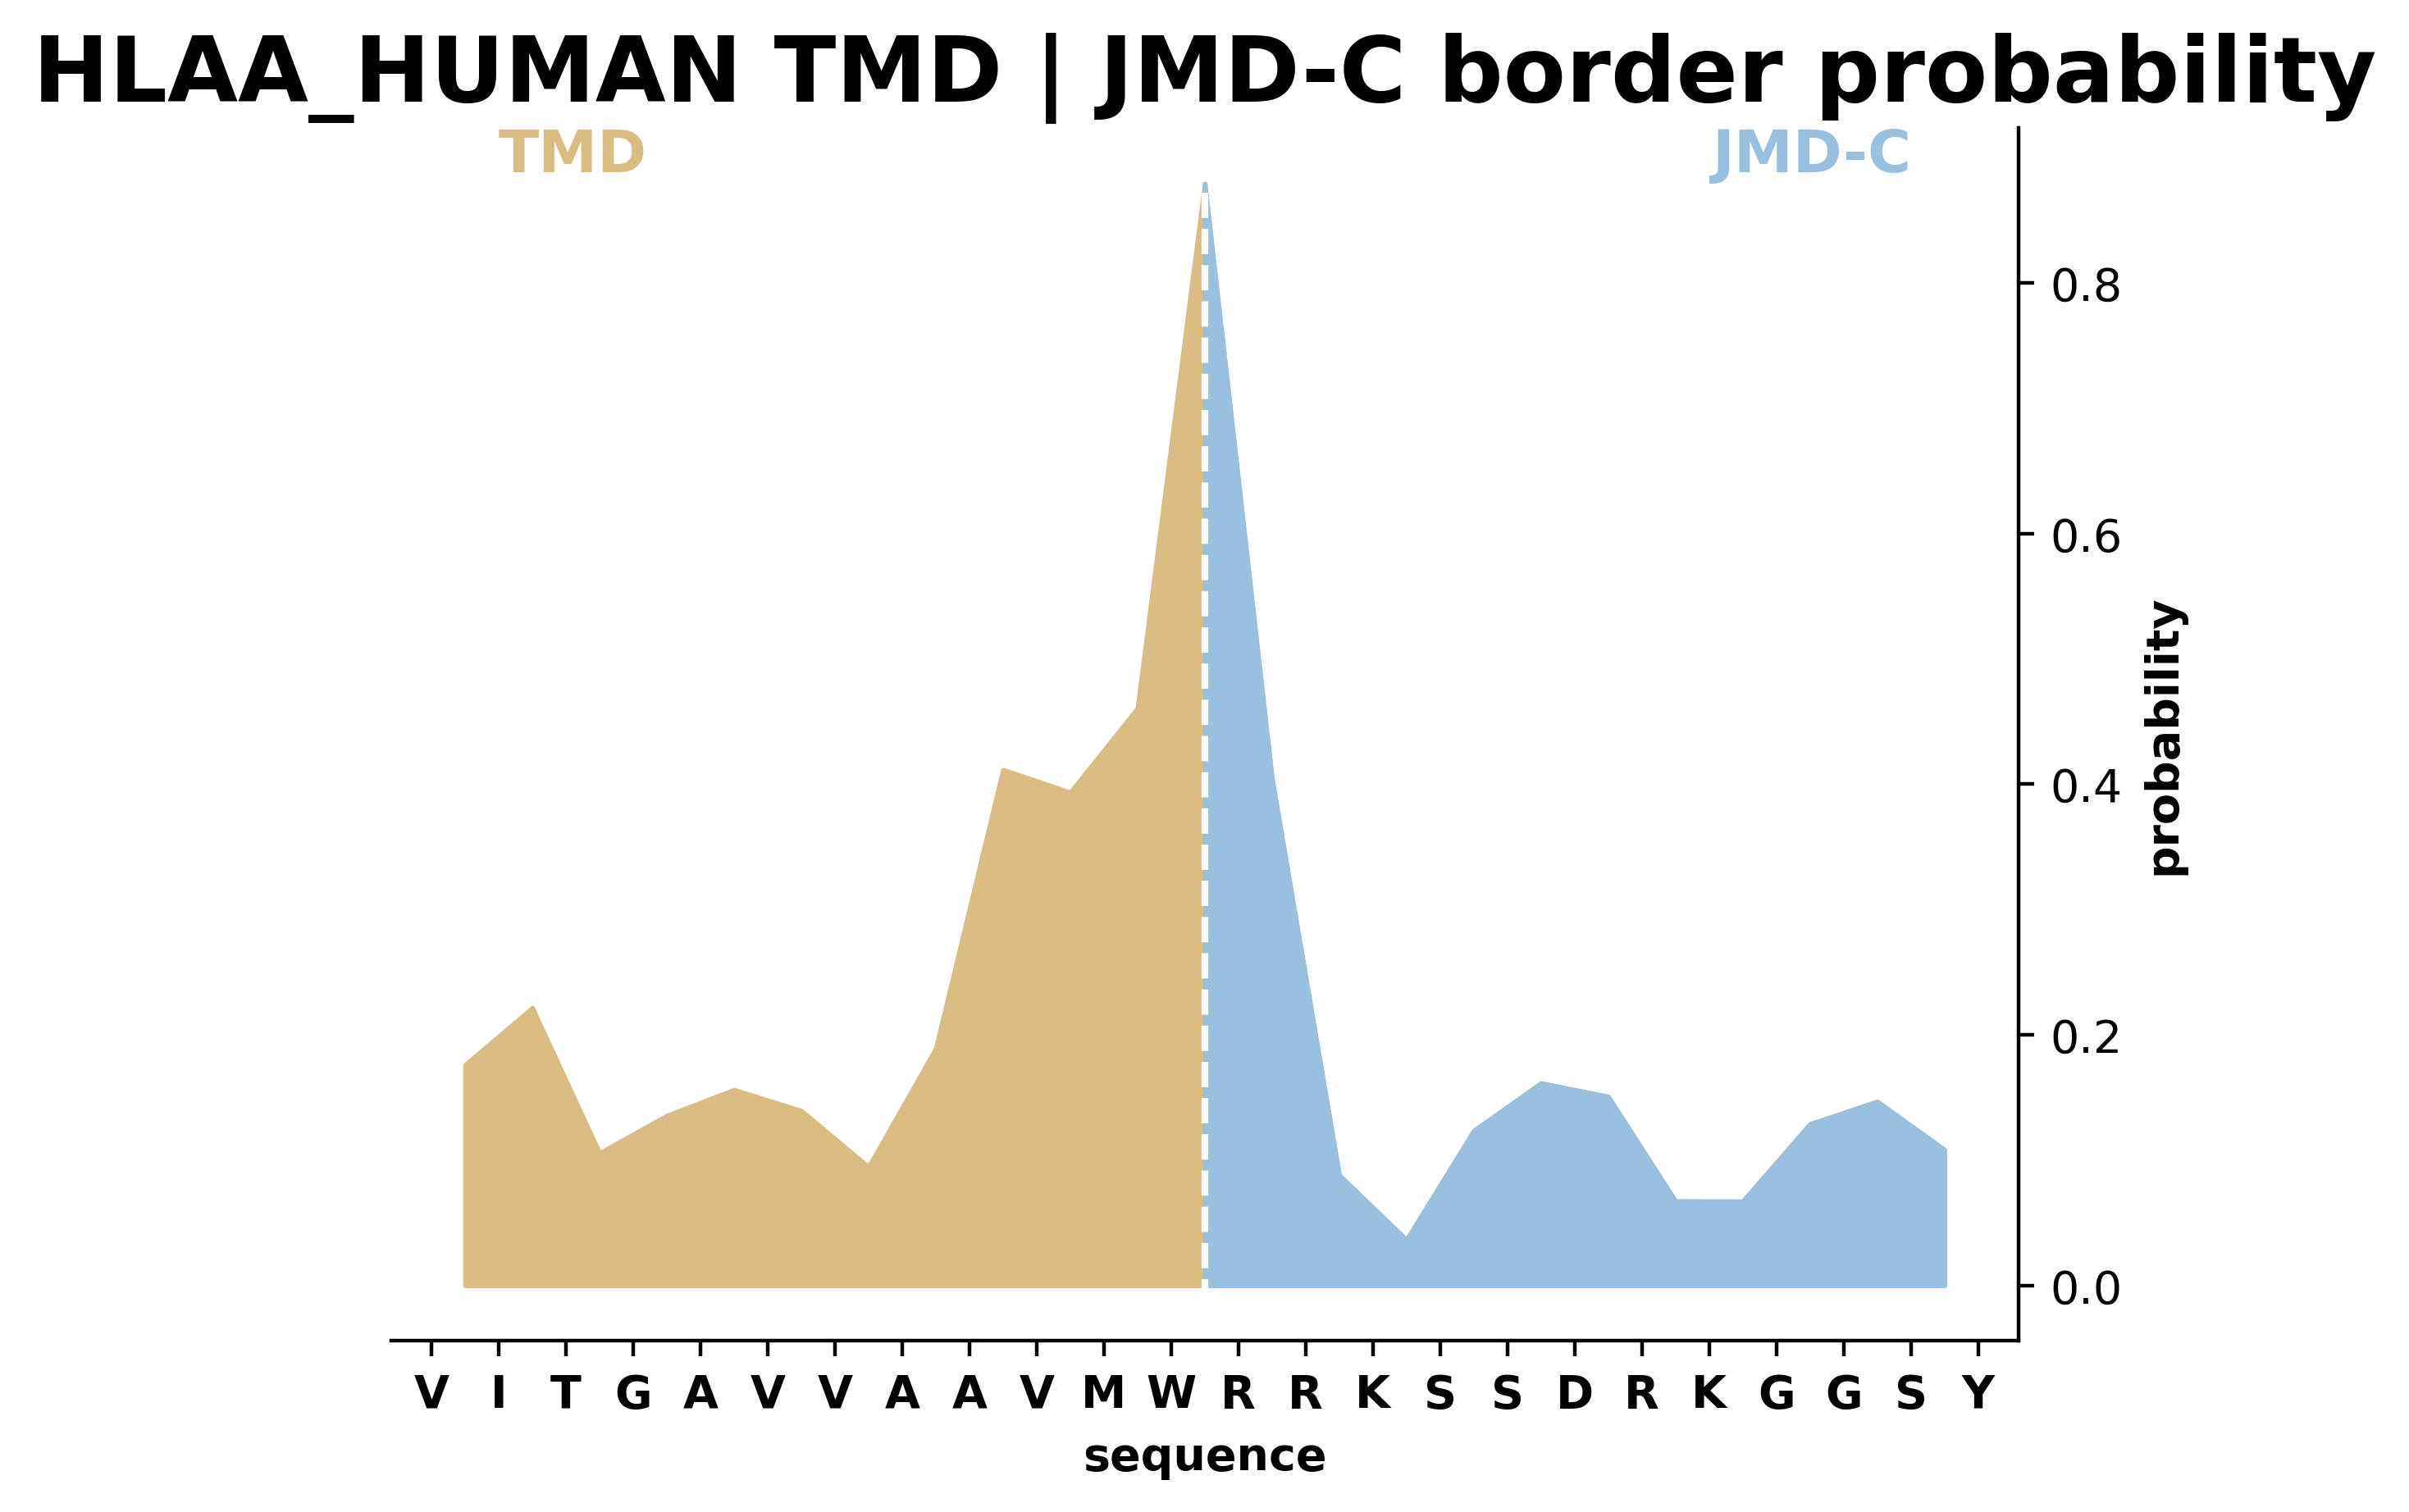 HLAA_HUMAN TMD | JMD-C border probability
TMD
JMD-C
0.8
0.6
0.4
0.2
0.0
probability
V I T G A V V A A V M W R R K S S D R K G G S Y
sequence